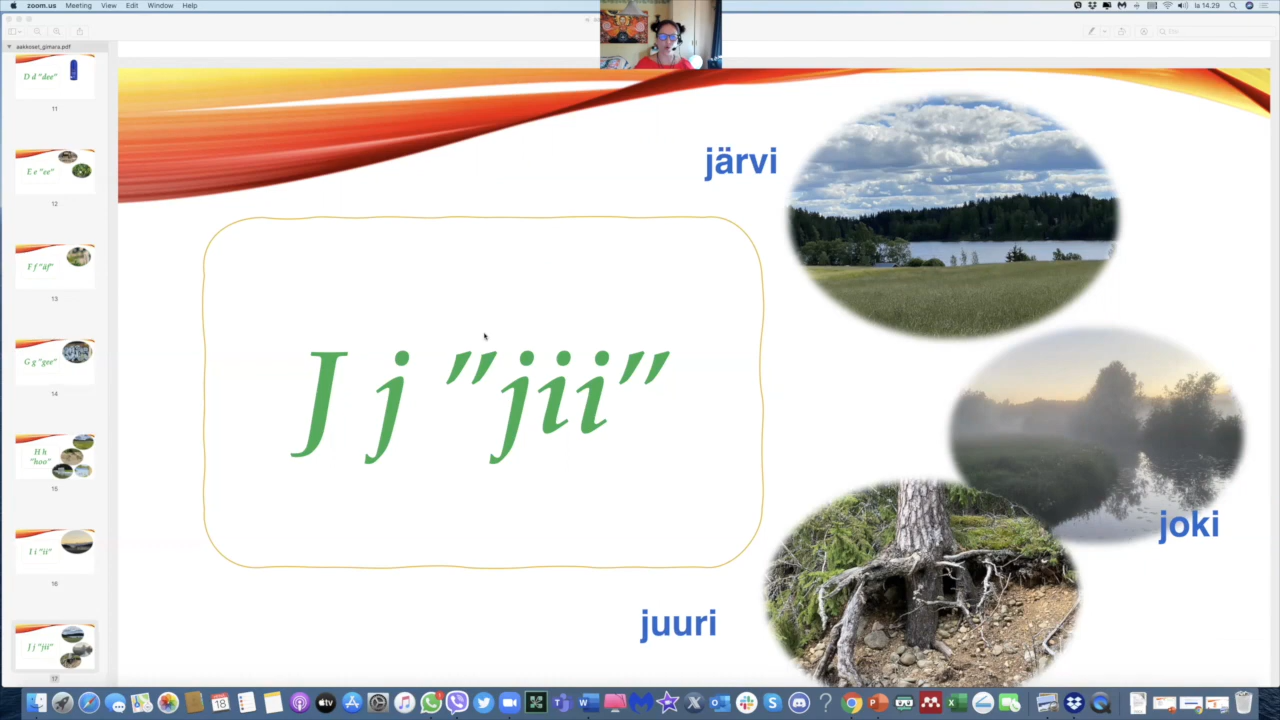 zoom.us Meeting View Edit Window Help
la 14.29
aakkoset_gimara.pdf
D d "dee"
11
E e "ee"
12
F f "äf"
13
G g "gee"
14
H h
"hoo"
15
I i "ii"
16
J j "jii"
17
järvi
J j "jii"
joki
juuri